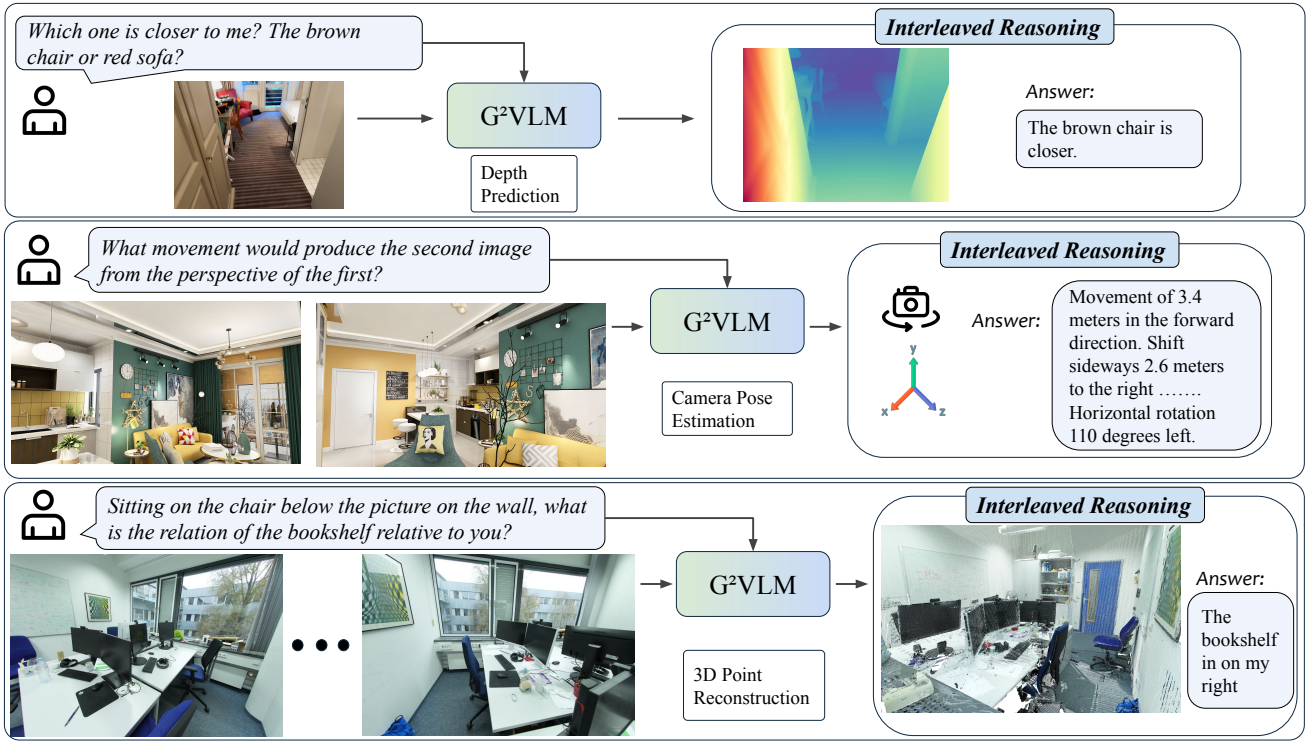 Which one is closer to me? The brown
chair or red sofa?
G²VLM
Depth
Prediction
Interleaved Reasoning
Answer:
The brown chair is
closer.
What movement would produce the second image
from the perspective of the first?
G²VLM
Camera Pose
Estimation
Interleaved Reasoning
y
x
z
Answer:
Movement of 3.4
meters in the forward
direction. Shift
sideways 2.6 meters
to the right …….
Horizontal rotation
110 degrees left.
Sitting on the chair below the picture on the wall, what
is the relation of the bookshelf relative to you?
G²VLM
3D Point
Reconstruction
Interleaved Reasoning
Answer:
The
bookshelf
in on my
right